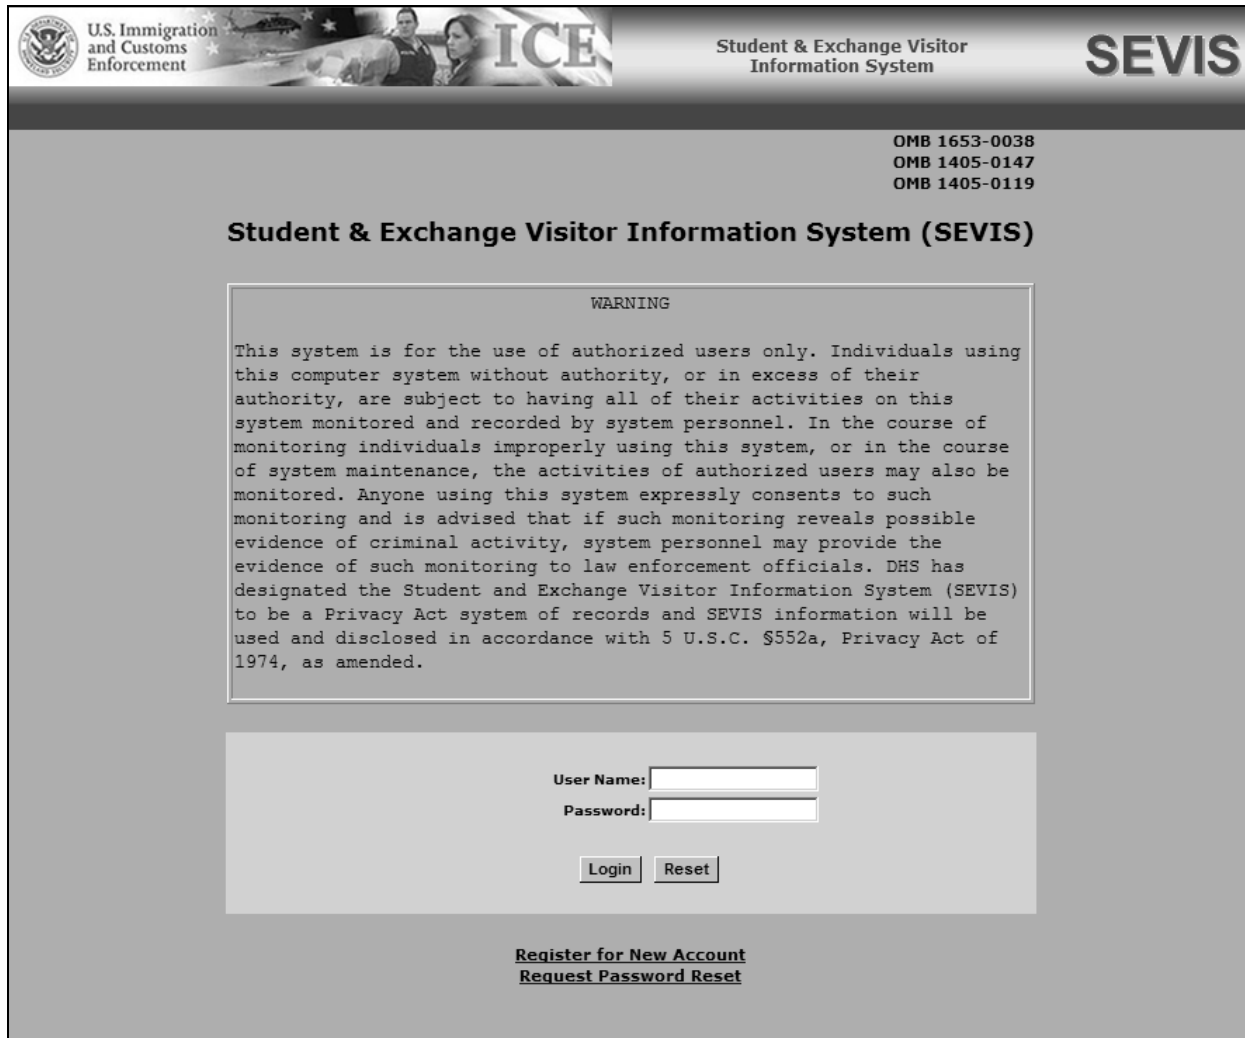 U.S. Immigration
and Customs
Enforcement
ICE
Student & Exchange Visitor
Information System
SEVIS
OMB 1653-0038
OMB 1405-0147
OMB 1405-0119
Student & Exchange Visitor Information System (SEVIS)
WARNING
This system is for the use of authorized users only. Individuals using
this computer system without authority, or in excess of their
authority, are subject to having all of their activities on this
system monitored and recorded by system personnel. In the course of
monitoring individuals improperly using this system, or in the course
of system maintenance, the activities of authorized users may also be
monitored. Anyone using this system expressly consents to such
monitoring and is advised that if such monitoring reveals possible
evidence of criminal activity, system personnel may provide the
evidence of such monitoring to law enforcement officials. DHS has
designated the Student and Exchange Visitor Information System (SEVIS)
to be a Privacy Act system of records and SEVIS information will be
used and disclosed in accordance with 5 U.S.C. §552a, Privacy Act of
1974, as amended.
User Name:
Password:
Login Reset
Register for New Account
Request Password Reset